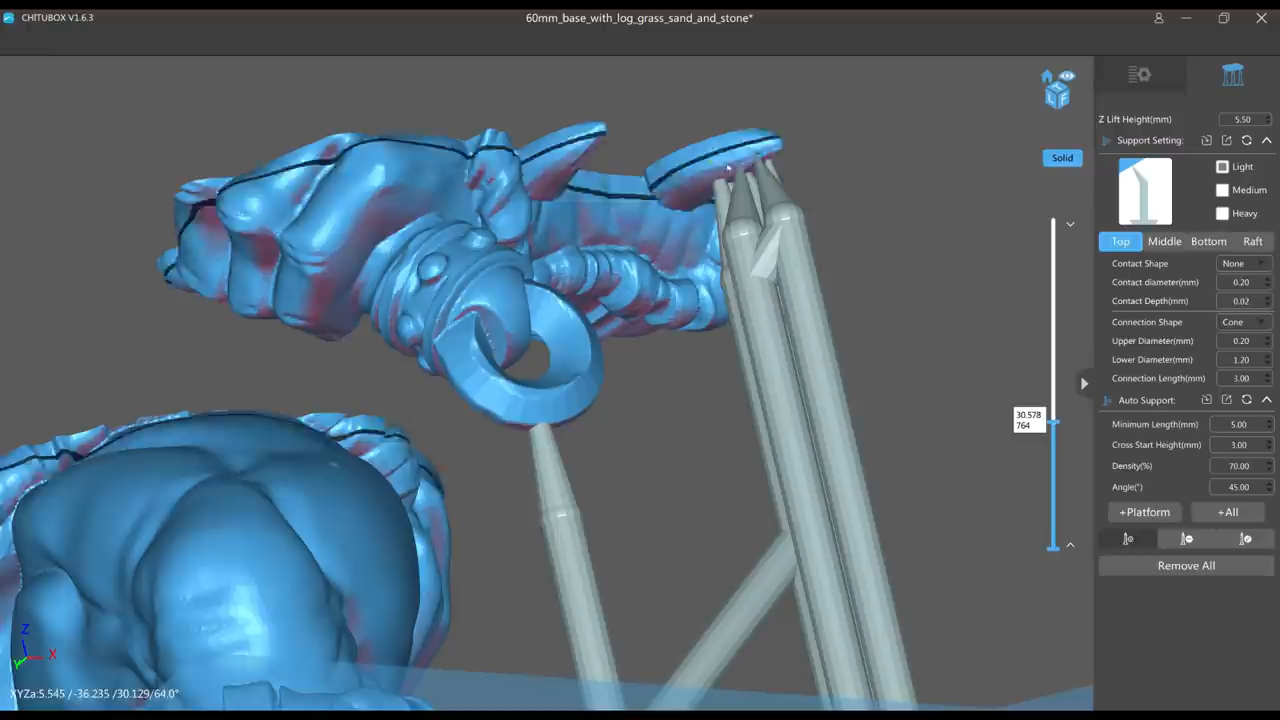 CHITUBOX V1.6.3
60mm_base_with_log_grass_sand_and_stone*
Z Lift Height(mm) 5.50
Support Setting:
Solid
Light
Medium
Heavy
Top Middle Bottom Raft
Contact Shape None
Contact diameter(mm) 0.20
Contact Depth(mm) 0.02
Connection Shape Cone
Upper Diameter(mm) 0.20
Lower Diameter(mm) 1.20
Connection Length(mm) 3.00
Auto Support:
30.578
764
Minimum Length(mm) 5.00
Cross Start Height(mm) 3.00
Density(%) 70.00
Angle(°) 45.00
+Platform +All
Remove All
Z
X
Y
XYZa:5.545 /-36.235 /30.129/64.0°